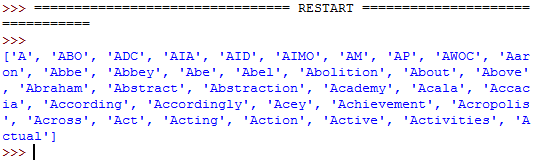 >>> ================================ RESTART ================================
>>>
['A', 'ABO', 'ADC', 'AIA', 'AID', 'AIMO', 'AM', 'AP', 'AWOC', 'Aar
on', 'Abbe', 'Abbey', 'Abe', 'Abel', 'Abolition', 'About', 'Above'
, 'Abraham', 'Abstract', 'Abstraction', 'Academy', 'Acala', 'Accac
ia', 'According', 'Accordingly', 'Acey', 'Achievement', 'Acropolis
', 'Across', 'Act', 'Acting', 'Action', 'Active', 'Activities', 'A
ctual']
>>>